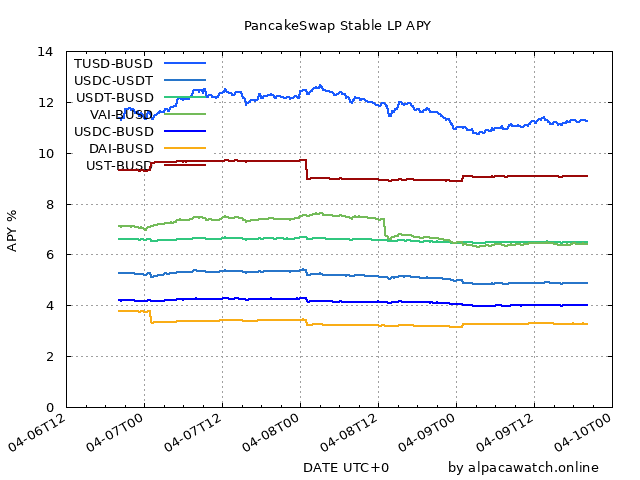 PancakeSwap Stable LP APY
APY %
14
12
10
8
6
4
2
0
TUSD-BUSD
USDC-USDT
USDT-BUSD
VAI-BUSD
USDC-BUSD
DAI-BUSD
UST-BUSD
04-06T12
04-07T00
04-07T12
04-08T00
04-08T12
04-09T00
04-09T12
04-10T00
DATE UTC+0
by alpacawatch.online